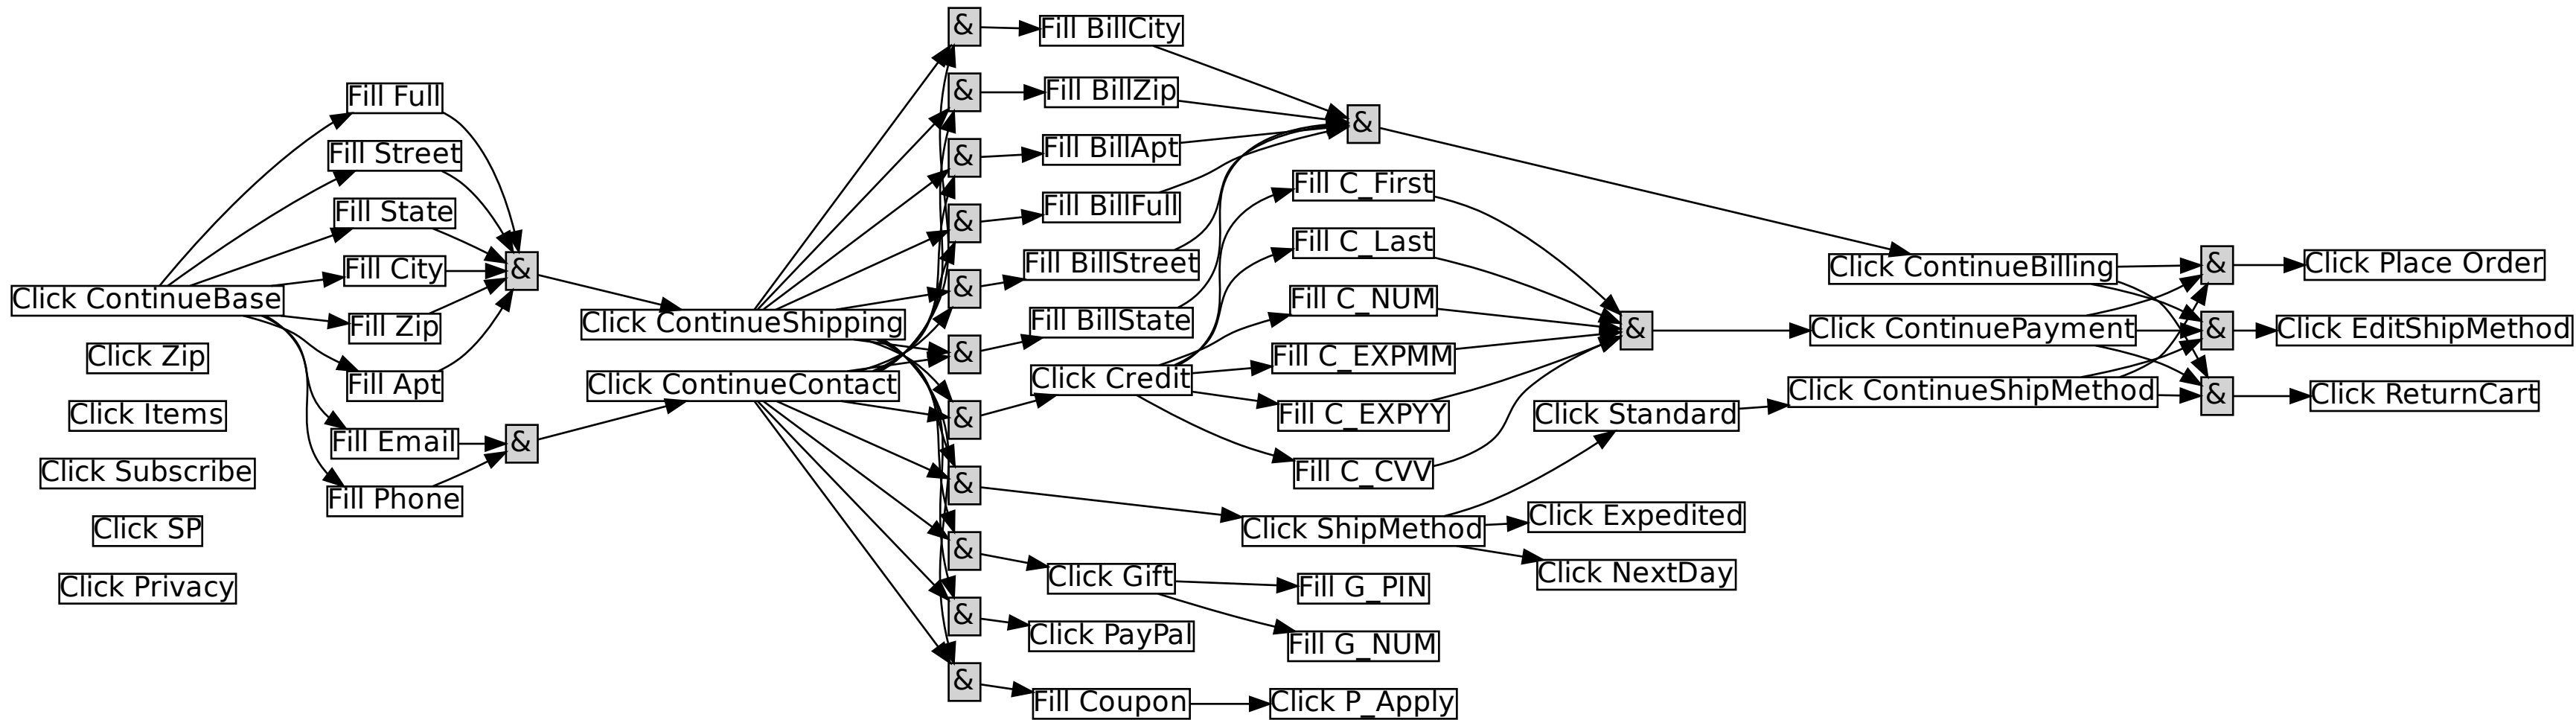 Click ContinueBase
Click Zip
Click Items
Click Subscribe
Click SP
Click Privacy
Fill Full
Fill Street
Fill State
Fill City
Fill Zip
Fill Apt
Fill Email
Fill Phone
&
&
Click ContinueShipping
Click ContinueContact
&
&
&
&
&
&
&
&
&
&
&
Fill BillCity
Fill BillZip
Fill BillApt
Fill BillFull
Fill BillStreet
Fill BillState
Click Credit
Click Gift
Click PayPal
Fill Coupon
&
Fill C_First
Fill C_Last
Fill C_NUM
Fill C_EXPMM
Fill C_EXPYY
Fill C_CVV
Click ShipMethod
Fill G_PIN
Fill G_NUM
Click P_Apply
&
Click Standard
Click Expedited
Click NextDay
Click ContinueBilling
Click ContinuePayment
Click ContinueShipMethod
&
&
&
Click Place Order
Click EditShipMethod
Click ReturnCart